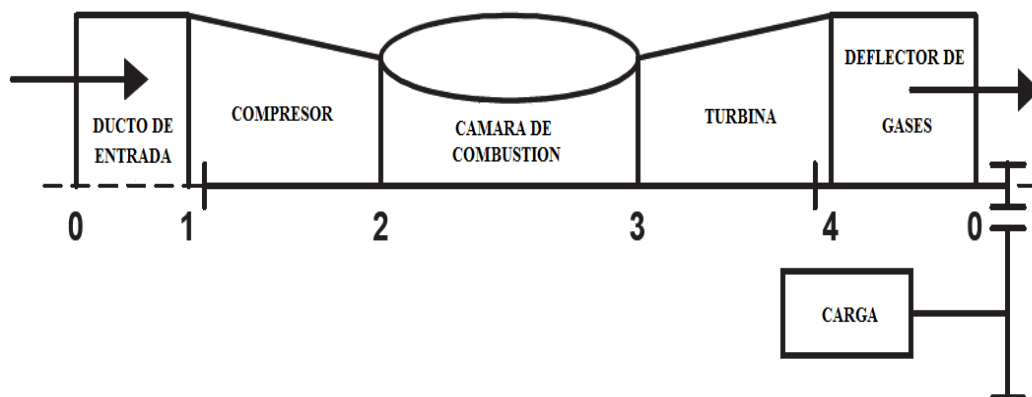 DUCTO DE
ENTRADA
COMPRESOR
CAMARA DE
COMBUSTION
TURBINA
DEFLECTOR DE
GASES
0
1
2
3
4
0
CARGA